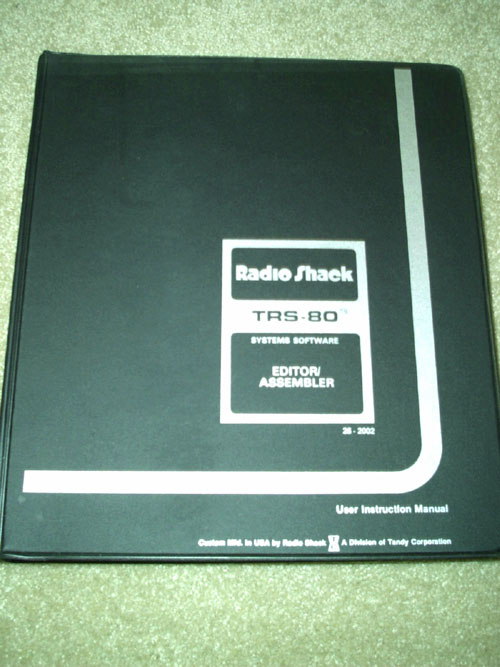 Radio Shack
TRS-80 TM
SYSTEMS SOFTWARE
EDITOR/
ASSEMBLER
26-2002
User Instruction Manual
Custom Mfd. in USA by Radio Shack A Division of Tandy Corporation